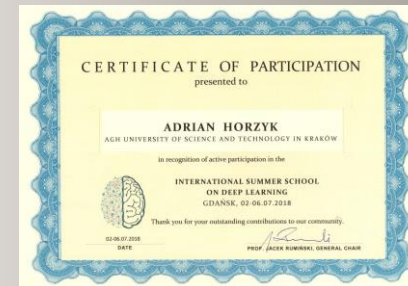 CERTIFICATE OF PARTICIPATION
presented to
ADRIAN HORZYK
AGH UNIVERSITY OF SCIENCE AND TECHNOLOGY IN KRAKÓW
in recognition of active participation in the
INTERNATIONAL SUMMER SCHOOL
ON DEEP LEARNING
GDAŃSK, 02-06.07.2018
Thank you for your outstanding contributions to our community.
02-06.07.2018
DATE
PROF. JACEK RUMIŃSKI, GENERAL CHAIR